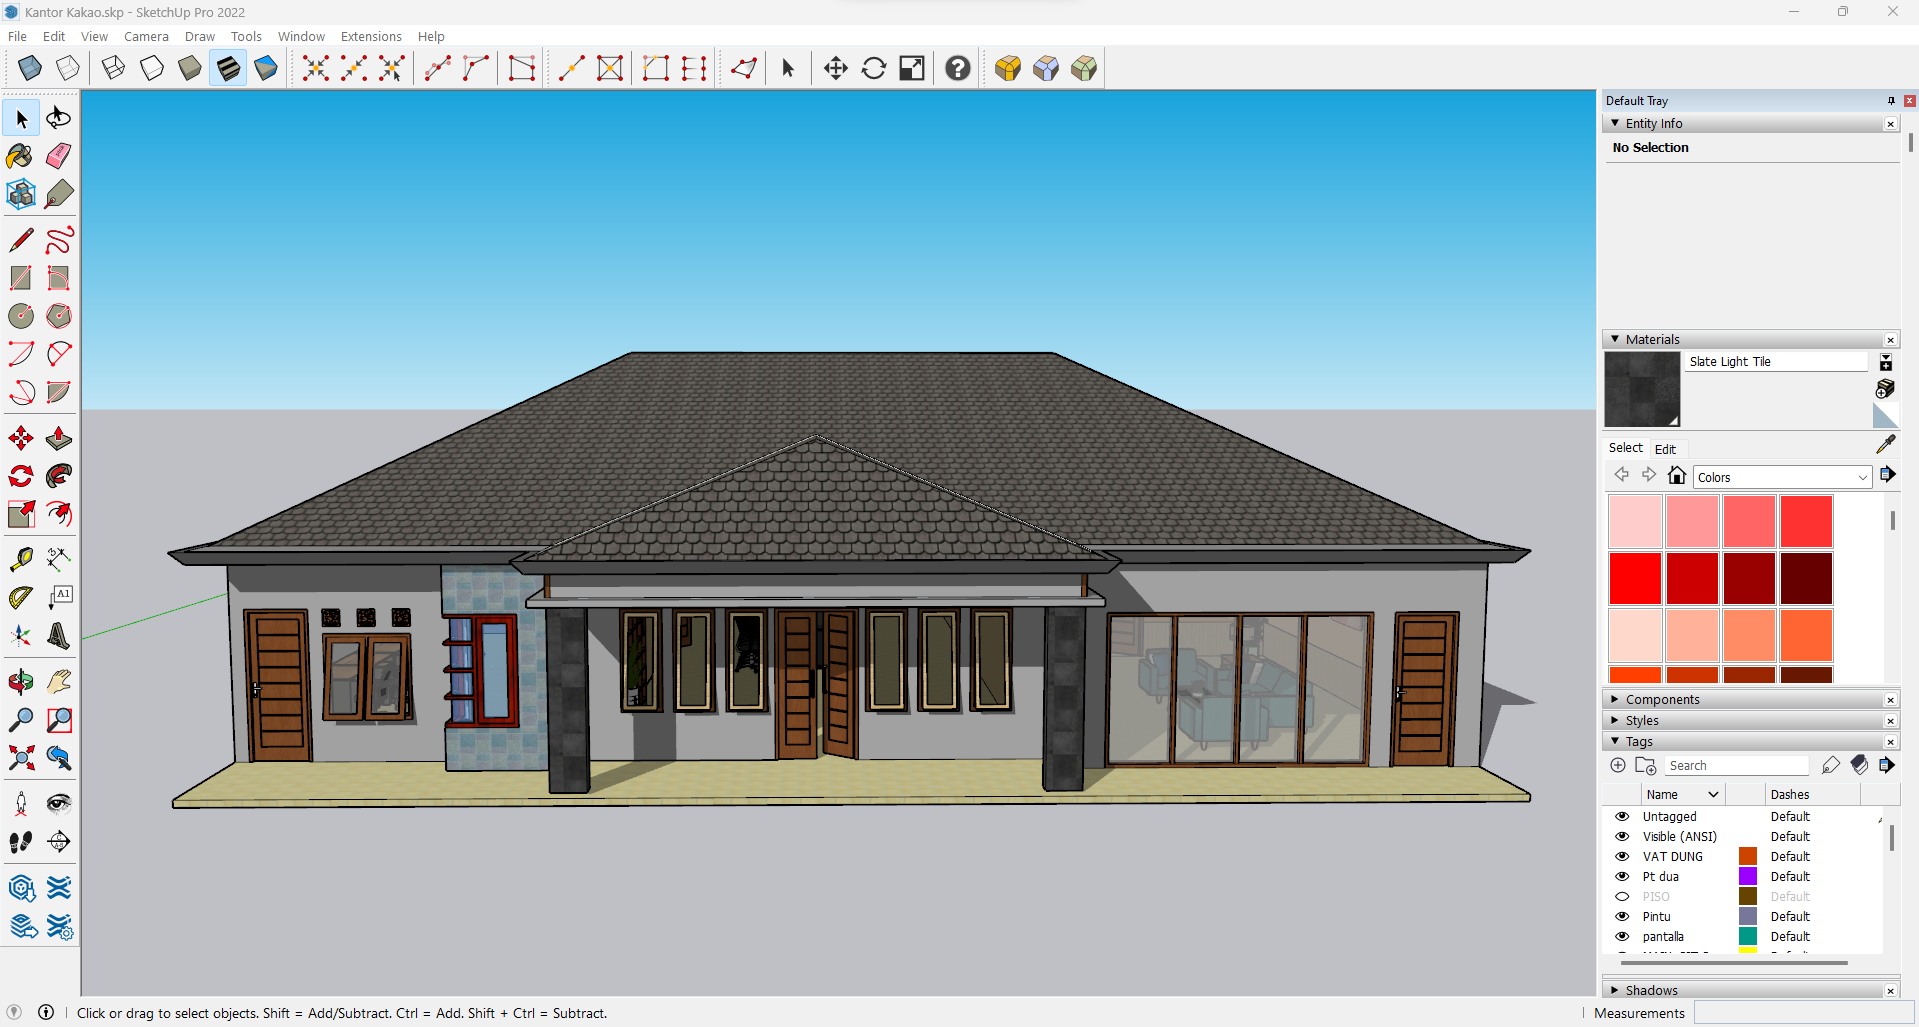 Kantor Kakao.skp - SketchUp Pro 2022
File Edit View Camera Draw Tools Window Extensions Help
Default Tray
Entity Info
No Selection
Materials
Slate Light Tile
Select Edit
Colors
Components
Styles
Tags
Search
Name Dashes
Untagged Default
Visible (ANSI) Default
VAT DUNG Default
Pt dua Default
PISO Default
Pintu Default
pantalla Default
Shadows
A1
Click or drag to select objects. Shift = Add/Subtract. Ctrl = Add. Shift + Ctrl = Subtract.
Measurements